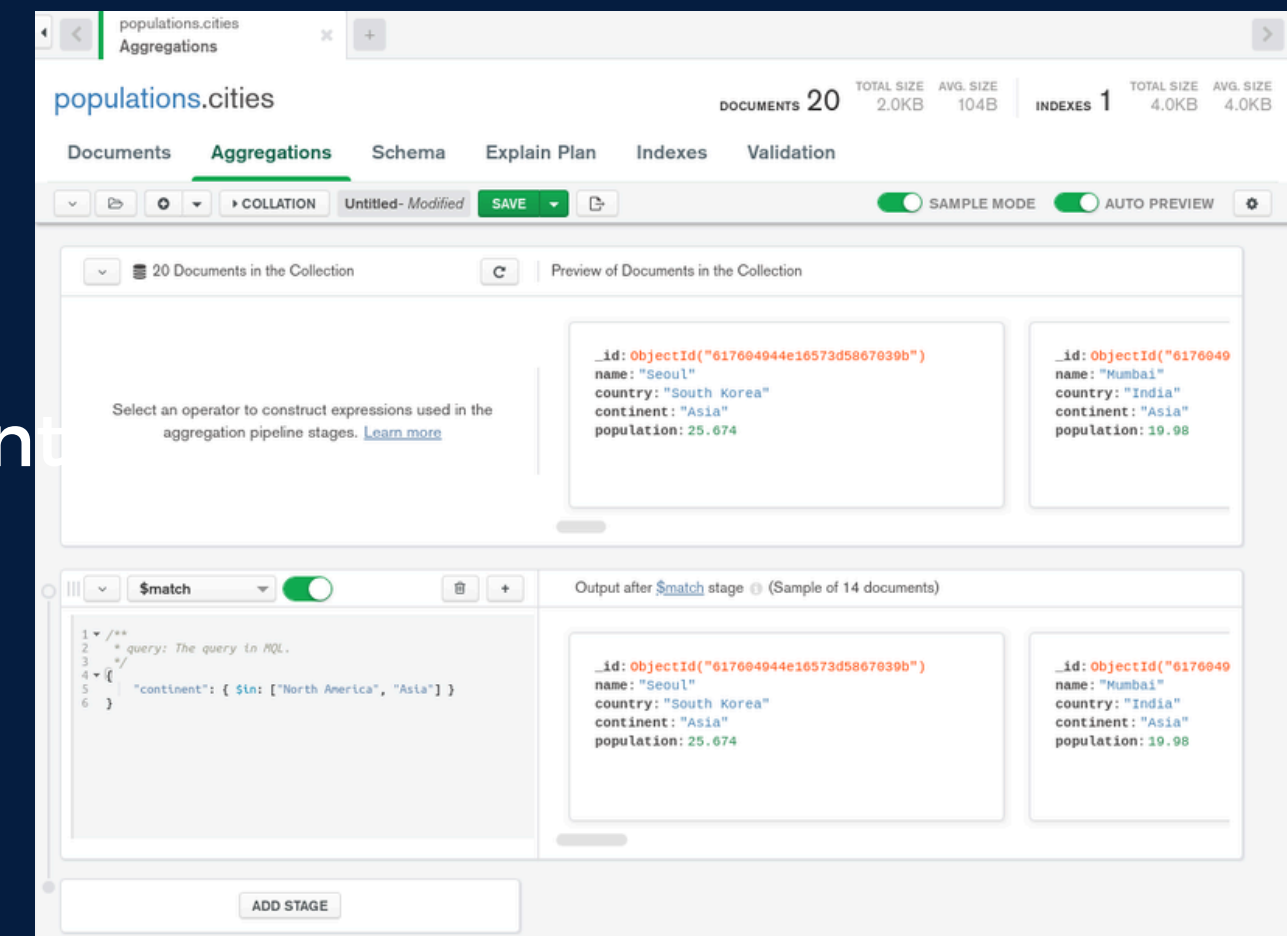 populations.cities
Aggregations
populations.cities
DOCUMENTS 20 TOTAL SIZE 2.0KB AVG. SIZE 104B INDEXES 1 TOTAL SIZE 4.0KB AVG. SIZE 4.0KB
Documents Aggregations Schema Explain Plan Indexes Validation
COLLATION Untitled- Modified SAVE SAMPLE MODE AUTO PREVIEW
20 Documents in the Collection Preview of Documents in the Collection
Select an operator to construct expressions used in the
aggregation pipeline stages. Learn more
_id: ObjectId("617604944e16573d5867039b")
name: "Seoul"
country: "South Korea"
continent: "Asia"
population: 25.674
_id: ObjectId("6176049
name: "Mumbai"
country: "India"
continent: "Asia"
population: 19.98
nt
$match
Output after $match stage (Sample of 14 documents)
1 /**
2 * query: The query in MQL.
3 */
4 {
5 "continent": { $in: ["North America", "Asia"] }
6 }
_id: ObjectId("617604944e16573d5867039b")
name: "Seoul"
country: "South Korea"
continent: "Asia"
population: 25.674
_id: ObjectId("6176049
name: "Mumbai"
country: "India"
continent: "Asia"
population: 19.98
ADD STAGE